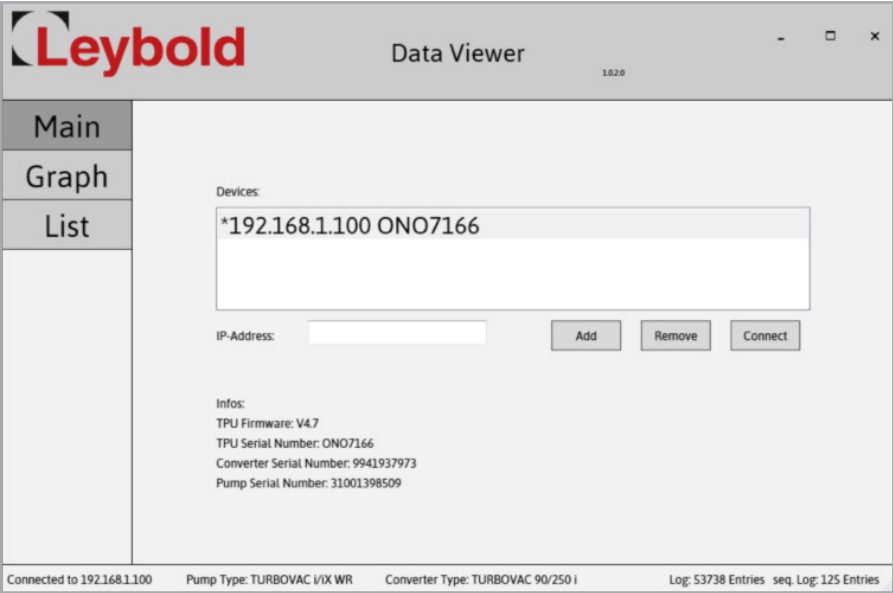 Leybold
Data Viewer
1.0.2.0
Main
Graph
List
Devices:
*192.168.1.100 ONO7166
IP-Address:
Add
Remove
Connect
Infos:
TPU Firmware: V4.7
TPU Serial Number: ONO7166
Converter Serial Number: 9941937973
Pump Serial Number: 31001398509
Connected to 192.168.1.100 Pump Type: TURBOVAC i/iX WR Converter Type: TURBOVAC 90/250 i Log: 53738 Entries seq. Log: 125 Entries